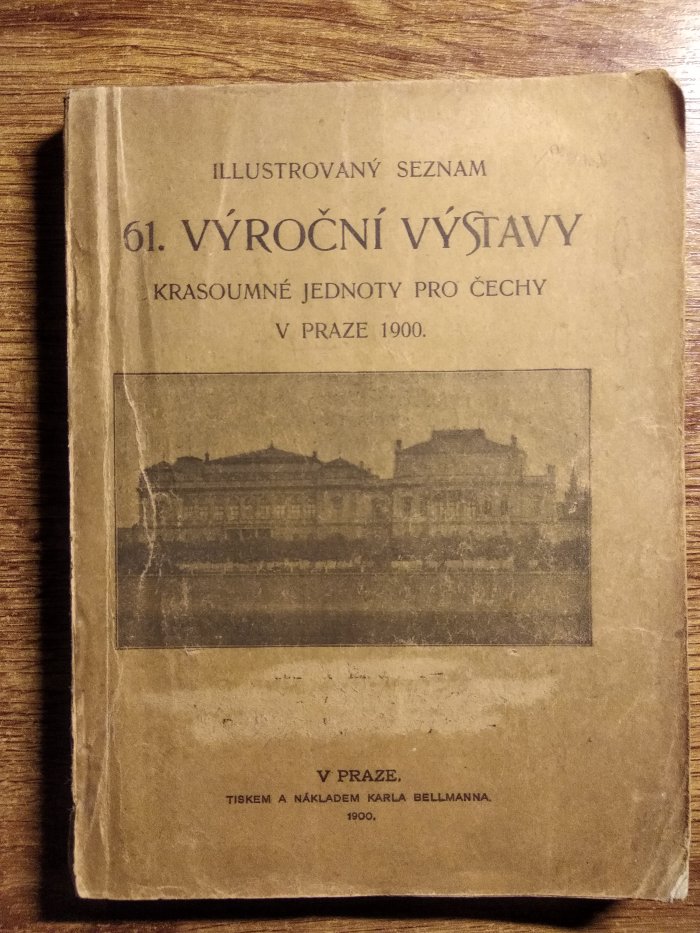 ILLUSTROVANÝ SEZNAM
61. VÝROČNÍ VÝSTAVY
KRASOUMNÉ JEDNOTY PRO ČECHY
V PRAZE 1900.
V PRAZE.
TISKEM A NÁKLADEM KARLA BELLMANNA.
1900.